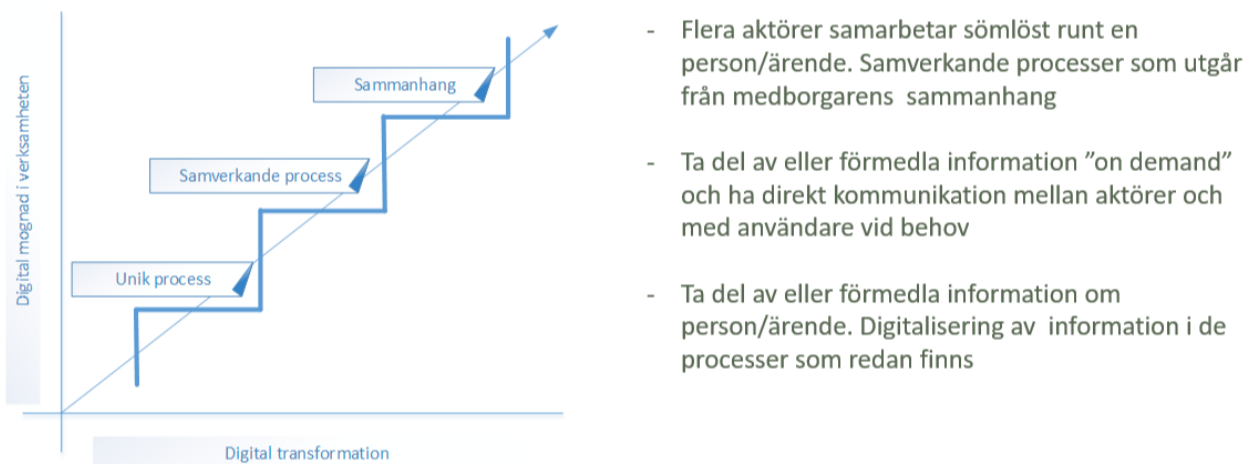 Digital mognad i verksamheten
Sammanhang
Samverkande process
Unik process
Digital transformation
- Flera aktörer samarbetar sömlöst runt en
person/ärende. Samverkande processer som utgår
från medborgarens sammanhang
- Ta del av eller förmedla information ”on demand”
och ha direkt kommunikation mellan aktörer och
med användare vid behov
- Ta del av eller förmedla information om
person/ärende. Digitalisering av information i de
processer som redan finns